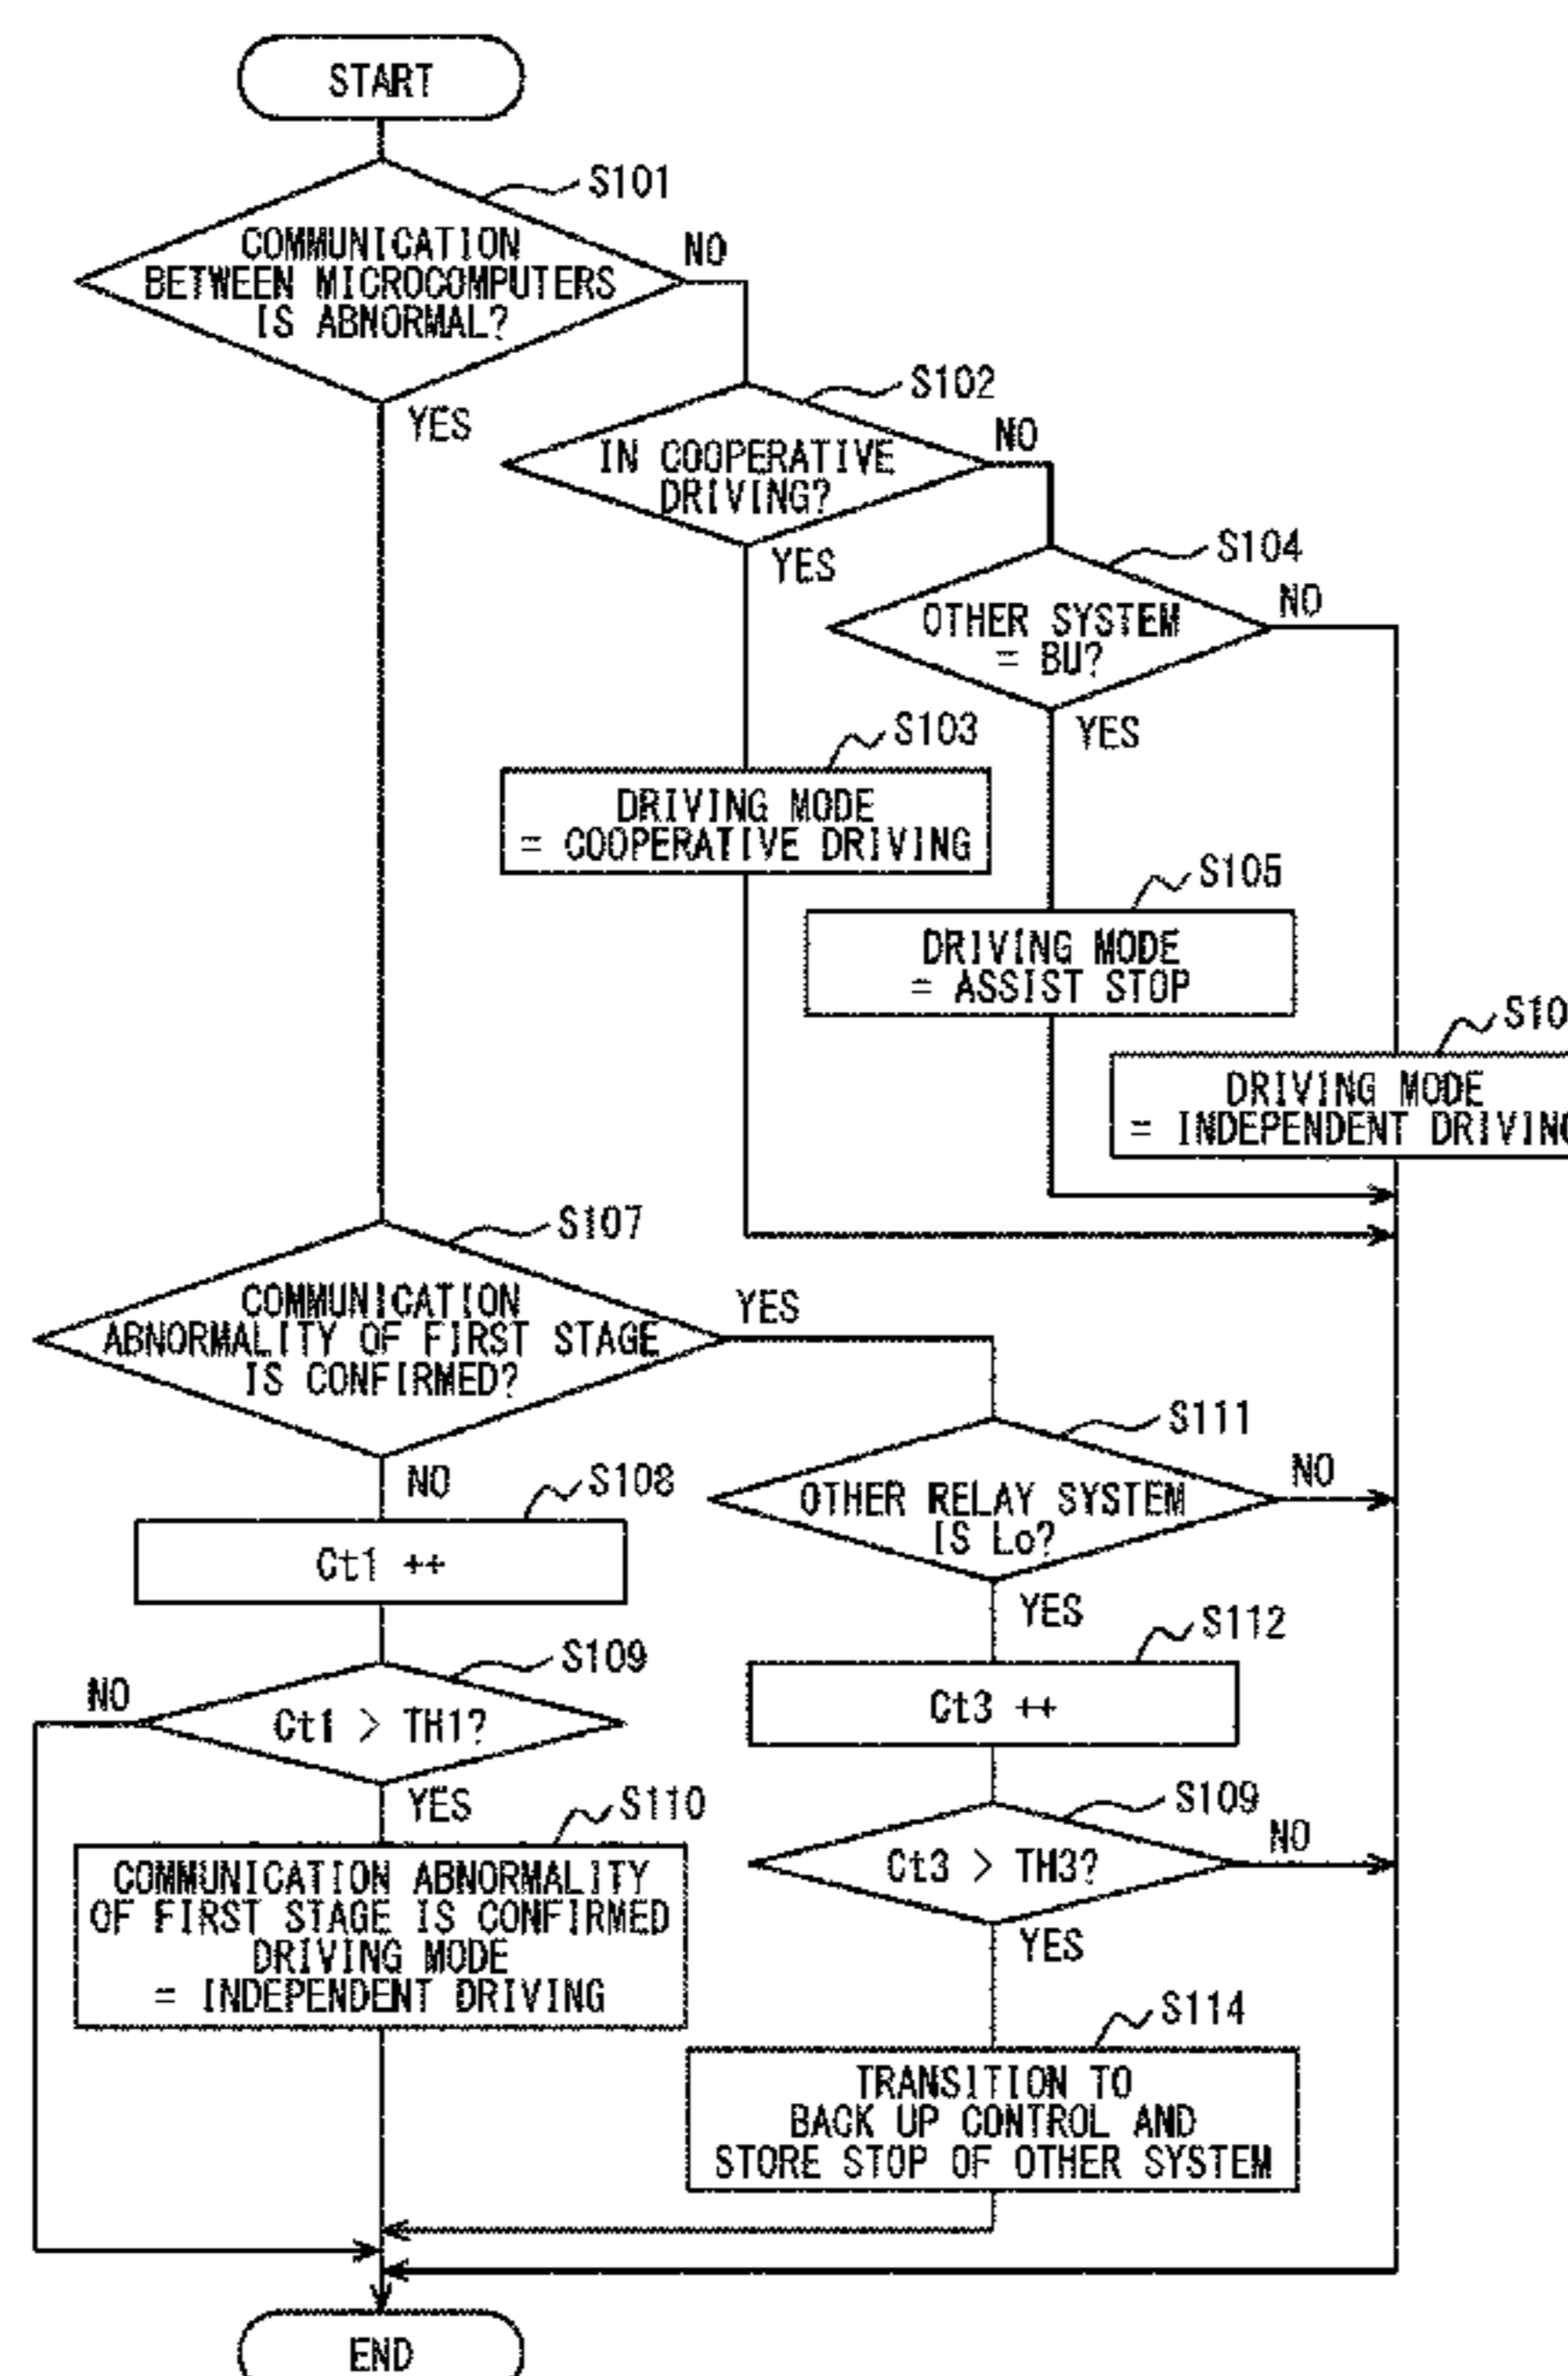 START
S101
COMMUNICATION
BETWEEN MICROCOMPUTERS
IS ABNORMAL?
NO
YES
S102
IN COOPERATIVE
DRIVING?
NO
YES
S104
OTHER SYSTEM
= BU?
NO
YES
S103
DRIVING MODE
= COOPERATIVE DRIVING
S105
DRIVING MODE
= ASSIST STOP
S10
DRIVING MODE
= INDEPENDENT DRIVING
S107
COMMUNICATION
ABNORMALITY OF FIRST STAGE
IS CONFIRMED?
YES
NO
S111
OTHER RELAY SYSTEM
IS Lo?
NO
YES
S108
Ct1 ++
S112
Ct3 ++
S109
Ct1 > TH1?
NO
YES
S109
Ct3 > TH3?
NO
YES
S110
COMMUNICATION ABNORMALITY
OF FIRST STAGE IS CONFIRMED
DRIVING MODE
= INDEPENDENT DRIVING
S114
TRANSITION TO
BACK UP CONTROL AND
STORE STOP OF OTHER SYSTEM
END